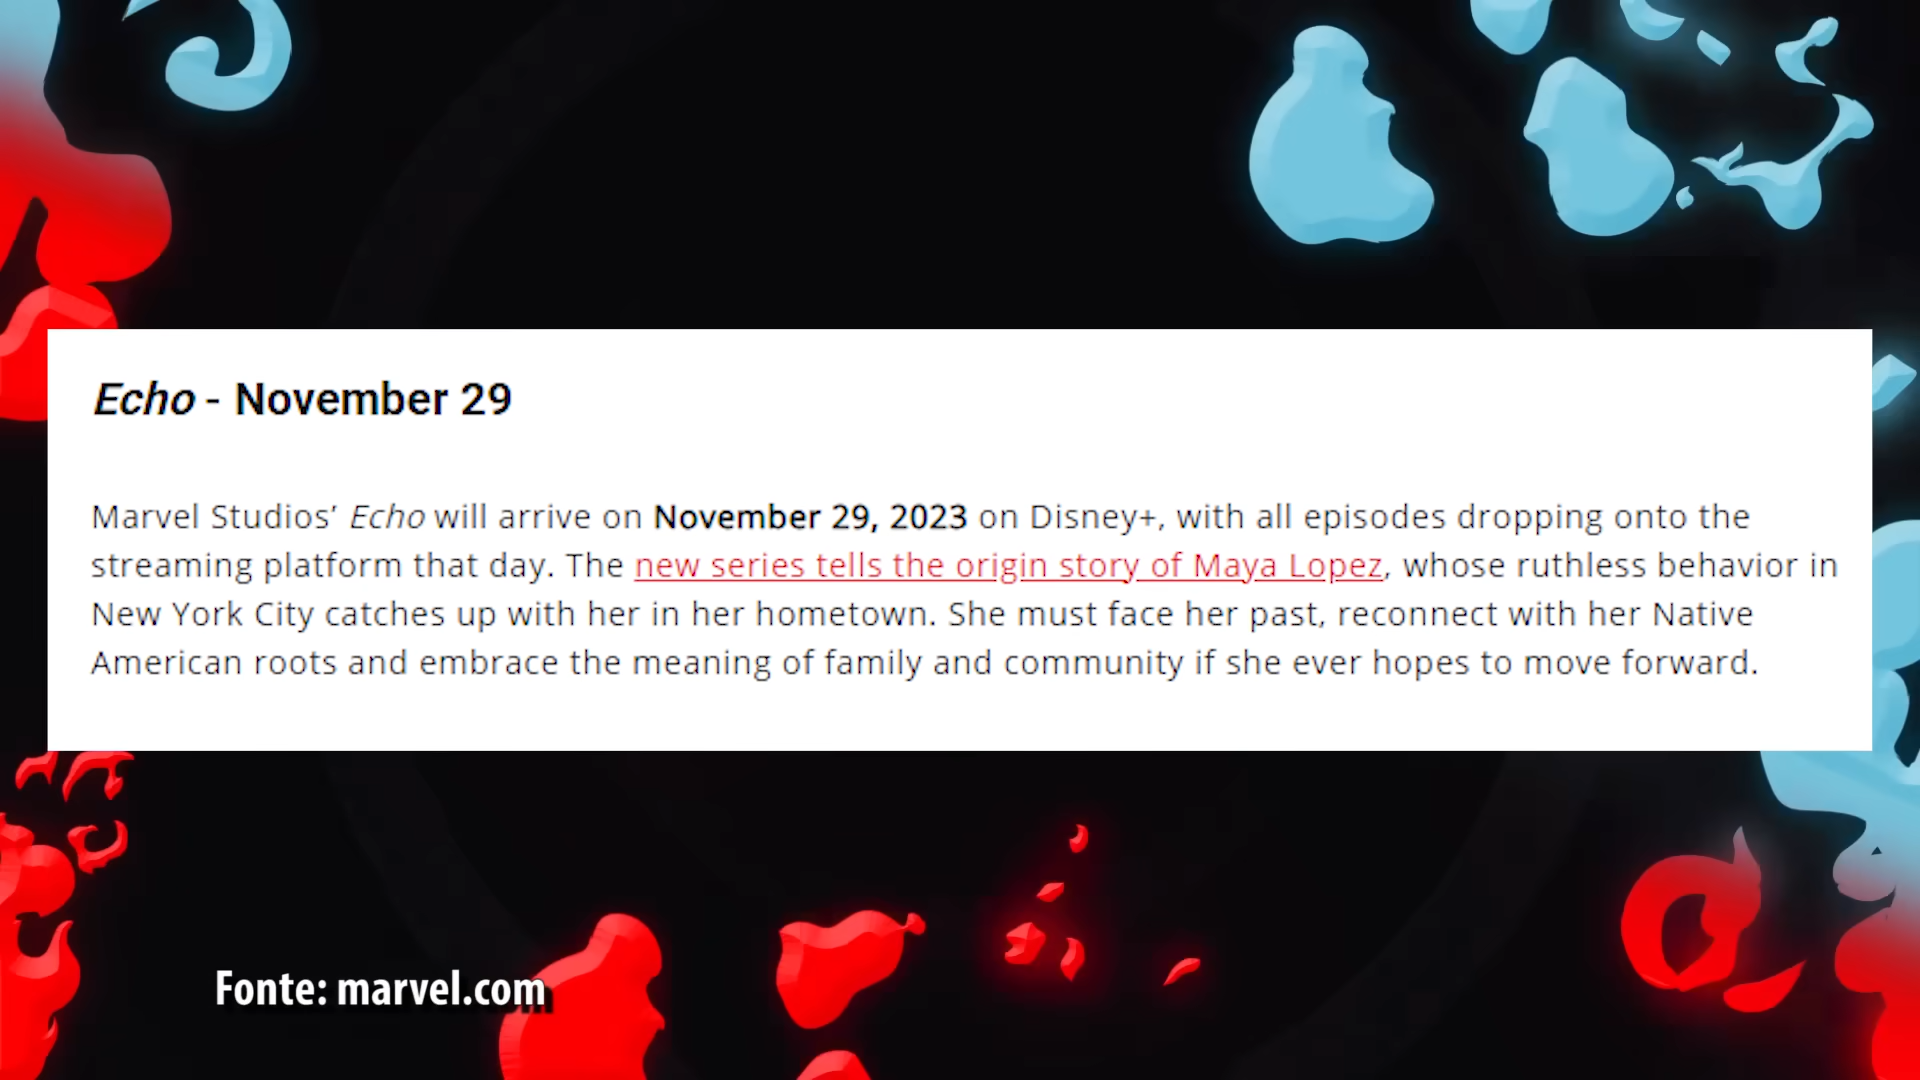 Echo - November 29
Marvel Studios’ Echo will arrive on November 29, 2023 on Disney+, with all episodes dropping onto the
streaming platform that day. The new series tells the origin story of Maya Lopez, whose ruthless behavior in
New York City catches up with her in her hometown. She must face her past, reconnect with her Native
American roots and embrace the meaning of family and community if she ever hopes to move forward.
Fonte: marvel.com